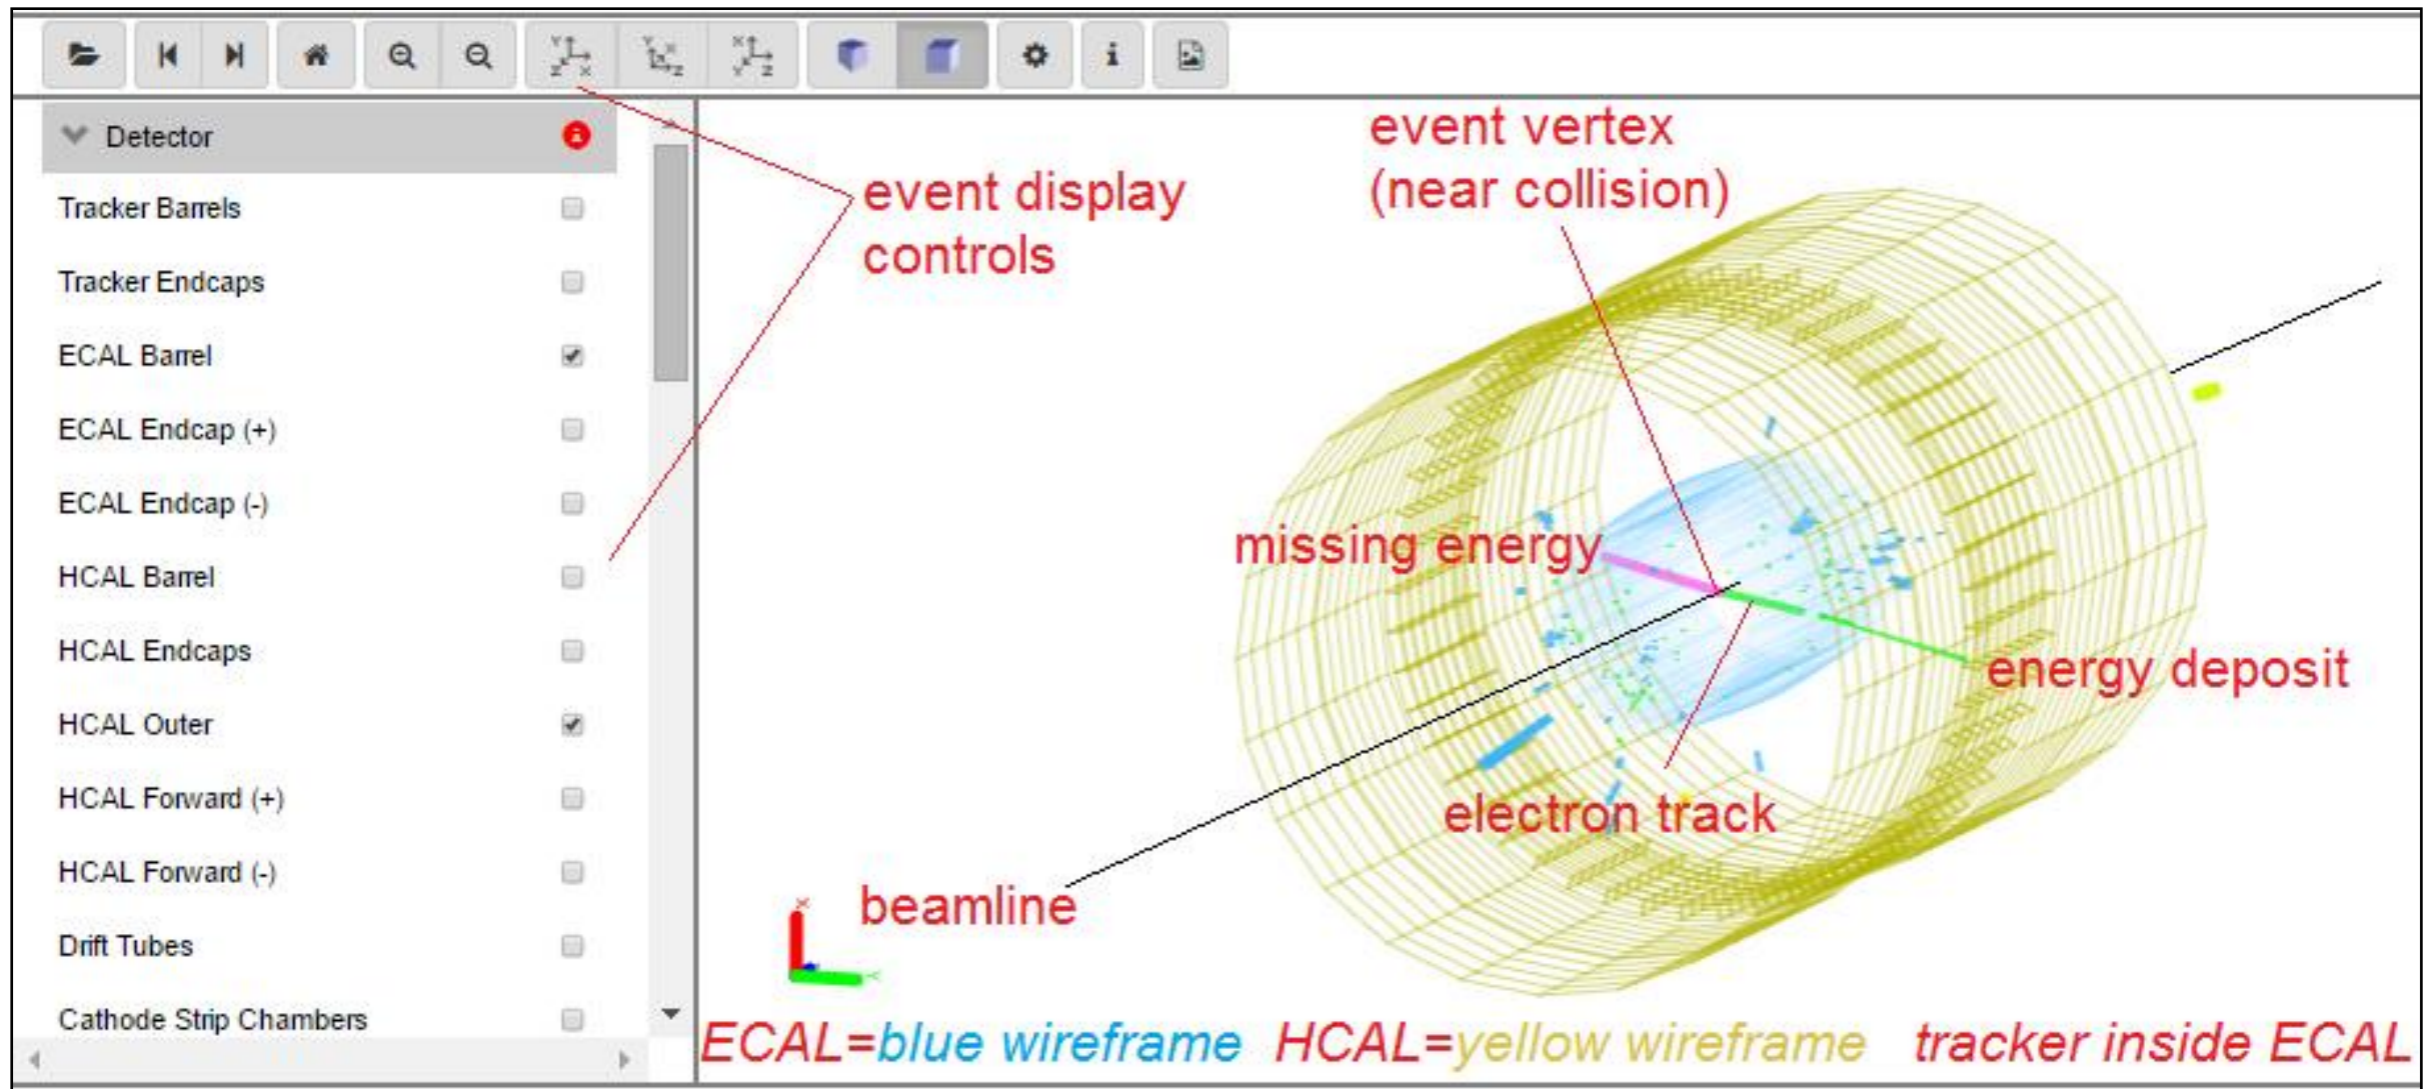 Detector
Tracker Barrels
Tracker Endcaps
ECAL Barrel
ECAL Endcap (+)
ECAL Endcap (-)
HCAL Barrel
HCAL Endcaps
HCAL Outer
HCAL Forward (+)
HCAL Forward (-)
Drift Tubes
Cathode Strip Chambers
event display
controls
event vertex
(near collision)
missing energy
energy deposit
electron track
beamline
ECAL=blue wireframe HCAL=yellow wireframe tracker inside ECAL